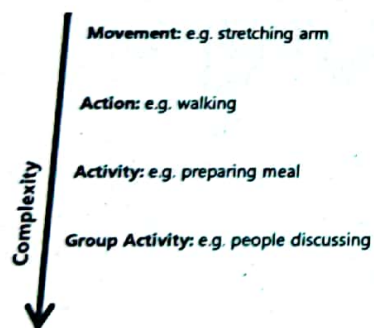 Movement: e.g. stretching arm
Action: e.g. walking
Activity: e.g. preparing meal
Group Activity: e.g. people discussing
Complexity